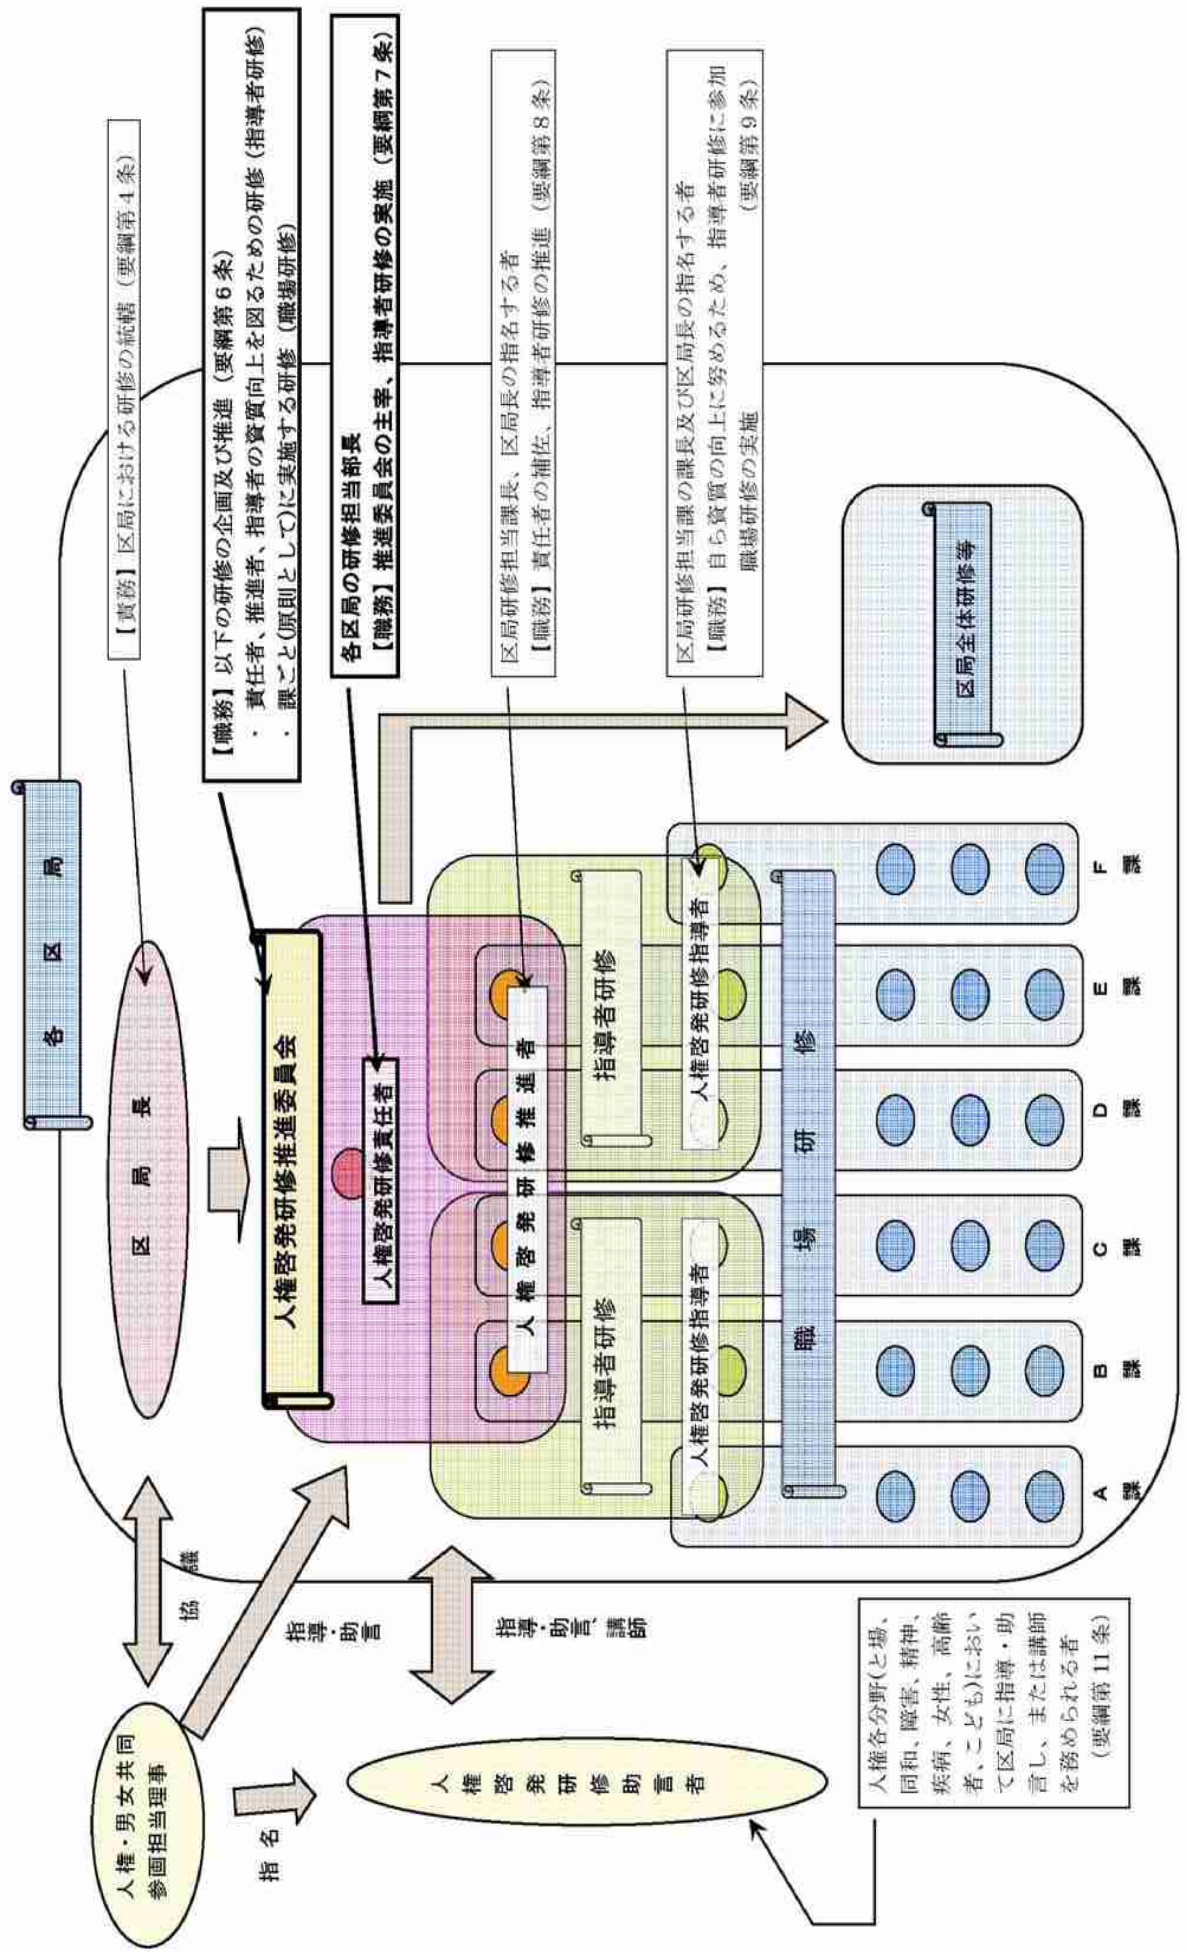 各区局
区局長
【責務】区局における研修の統轄（要綱第４条）
【職務】以下の研修の企画及び推進（要綱第６条）
・責任者、推進者、指導者の資質向上を図るための研修（指導者研修）
・課ごと（原則として）に実施する研修（職場研修）
人権啓発研修推進委員会
各区局の研修担当部長
【職務】推進委員会の主宰、指導者研修の実施（要綱第７条）
人権啓発研修責任者
区局研修担当課長、区局長の指名する者
【職務】責任者の補佐、指導者研修の推進（要綱第８条）
人権啓発研修推進者
指導者研修
指導者研修
区局研修担当課の課長及び区局長の指名する者
【職務】自ら資質の向上に努めるため、指導者研修に参加
職場研修の実施　（要綱第９条）
人権啓発研修指導者
人権啓発研修指導者
職場研修
区局全体研修等
A課
B課
C課
D課
E課
F課
人権・男女共同
参画担当理事
協議
指導・助言
指名
指導・助言、講師
人権啓発研修助言者
人権各分野(と場、
同和、障害、精神、
疾病、女性、高齢
者、こども)におい
て区局に指導・助
言し、または講師
を務められる者
（要綱第11条）